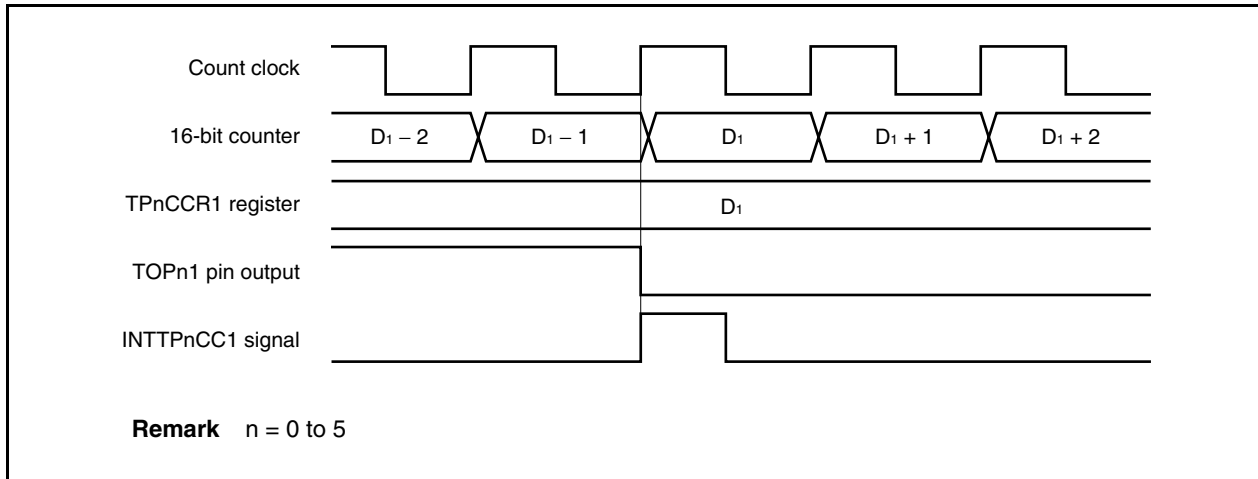 Count clock
16-bit counter
D₁ − 2 D₁ − 1 D₁ D₁ + 1 D₁ + 2
TPnCCR1 register
D₁
TOPn1 pin output
INTTPnCC1 signal
Remark n = 0 to 5